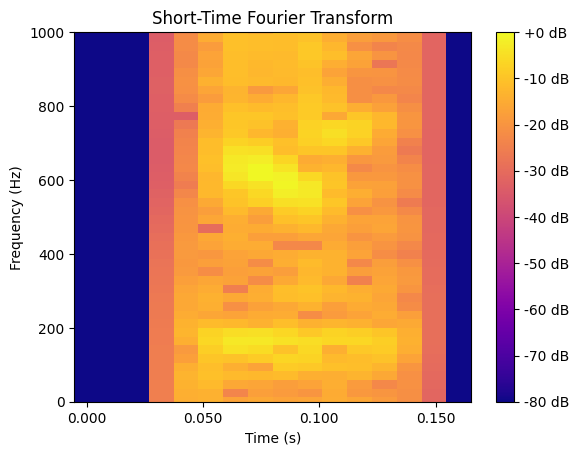 Short-Time Fourier Transform
1000
800
600
400
200
0
Frequency (Hz)
0.000
0.050
0.100
0.150
Time (s)
+0 dB
-10 dB
-20 dB
-30 dB
-40 dB
-50 dB
-60 dB
-70 dB
-80 dB